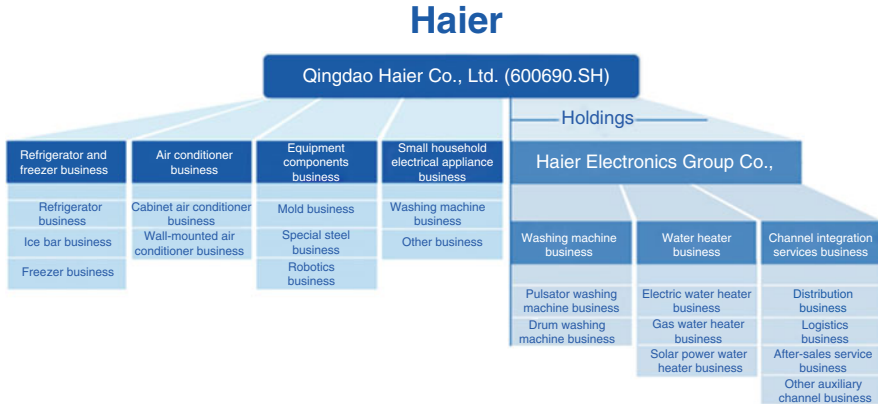 Haier
Qingdao Haier Co., Ltd. (600690.SH)
Holdings
Refrigerator and
freezer business
Air conditioner
business
Equipment
components
business
Small household
electrical appliance
business
Haier Electronics Group Co.,
Refrigerator
business
Ice bar business
Freezer business
Cabinet air conditioner
business
Wall-mounted air
conditioner business
Mold business
Special steel
business
Robotics
business
Washing machine
business
Other business
Washing machine
business
Water heater
business
Channel integration
services business
Pulsator washing
machine business
Drum washing
machine business
Electric water heater
business
Gas water heater
business
Solar power water
heater business
Distribution
business
Logistics
business
After-sales service
business
Other auxiliary
channel business